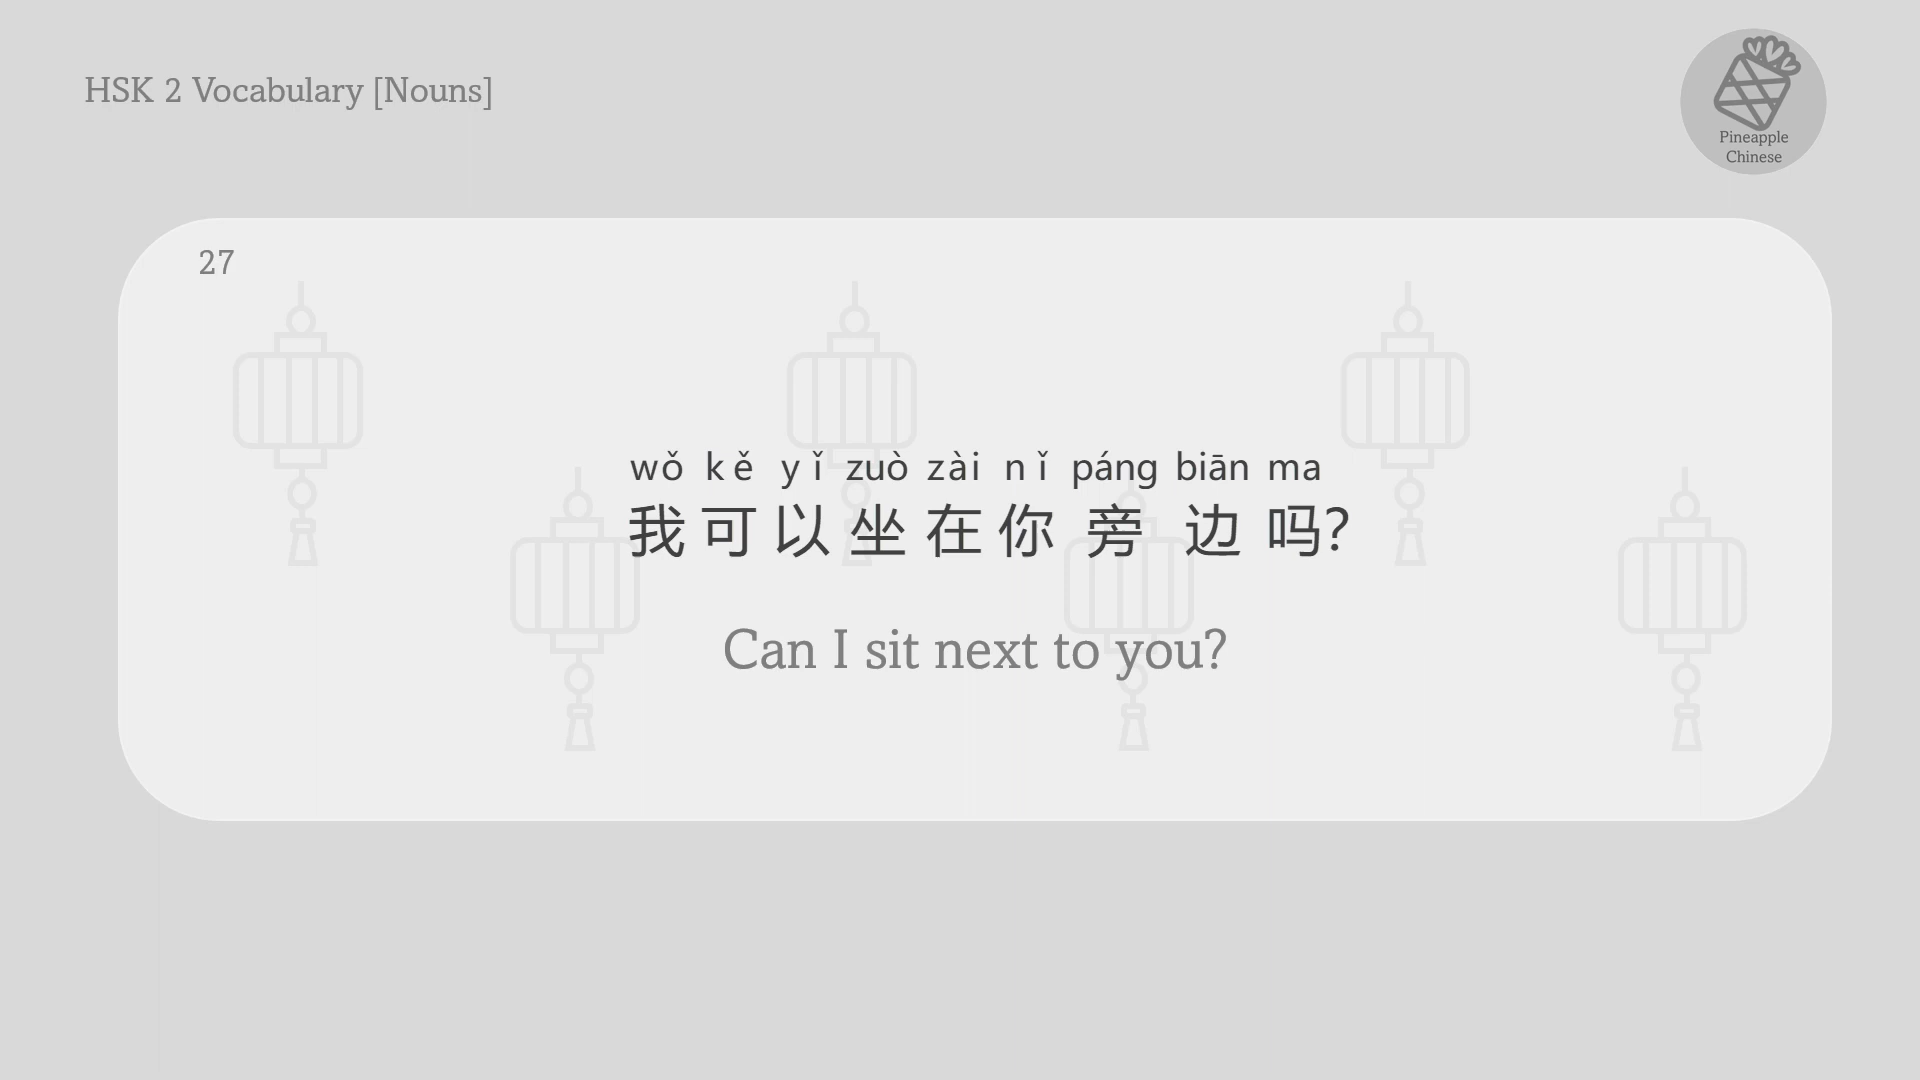 HSK 2 Vocabulary [Nouns]
Pineapple
Chinese
27
wǒ kě yǐ zuò zài nǐ páng biān ma
我可以坐在你旁边吗?
Can I sit next to you?